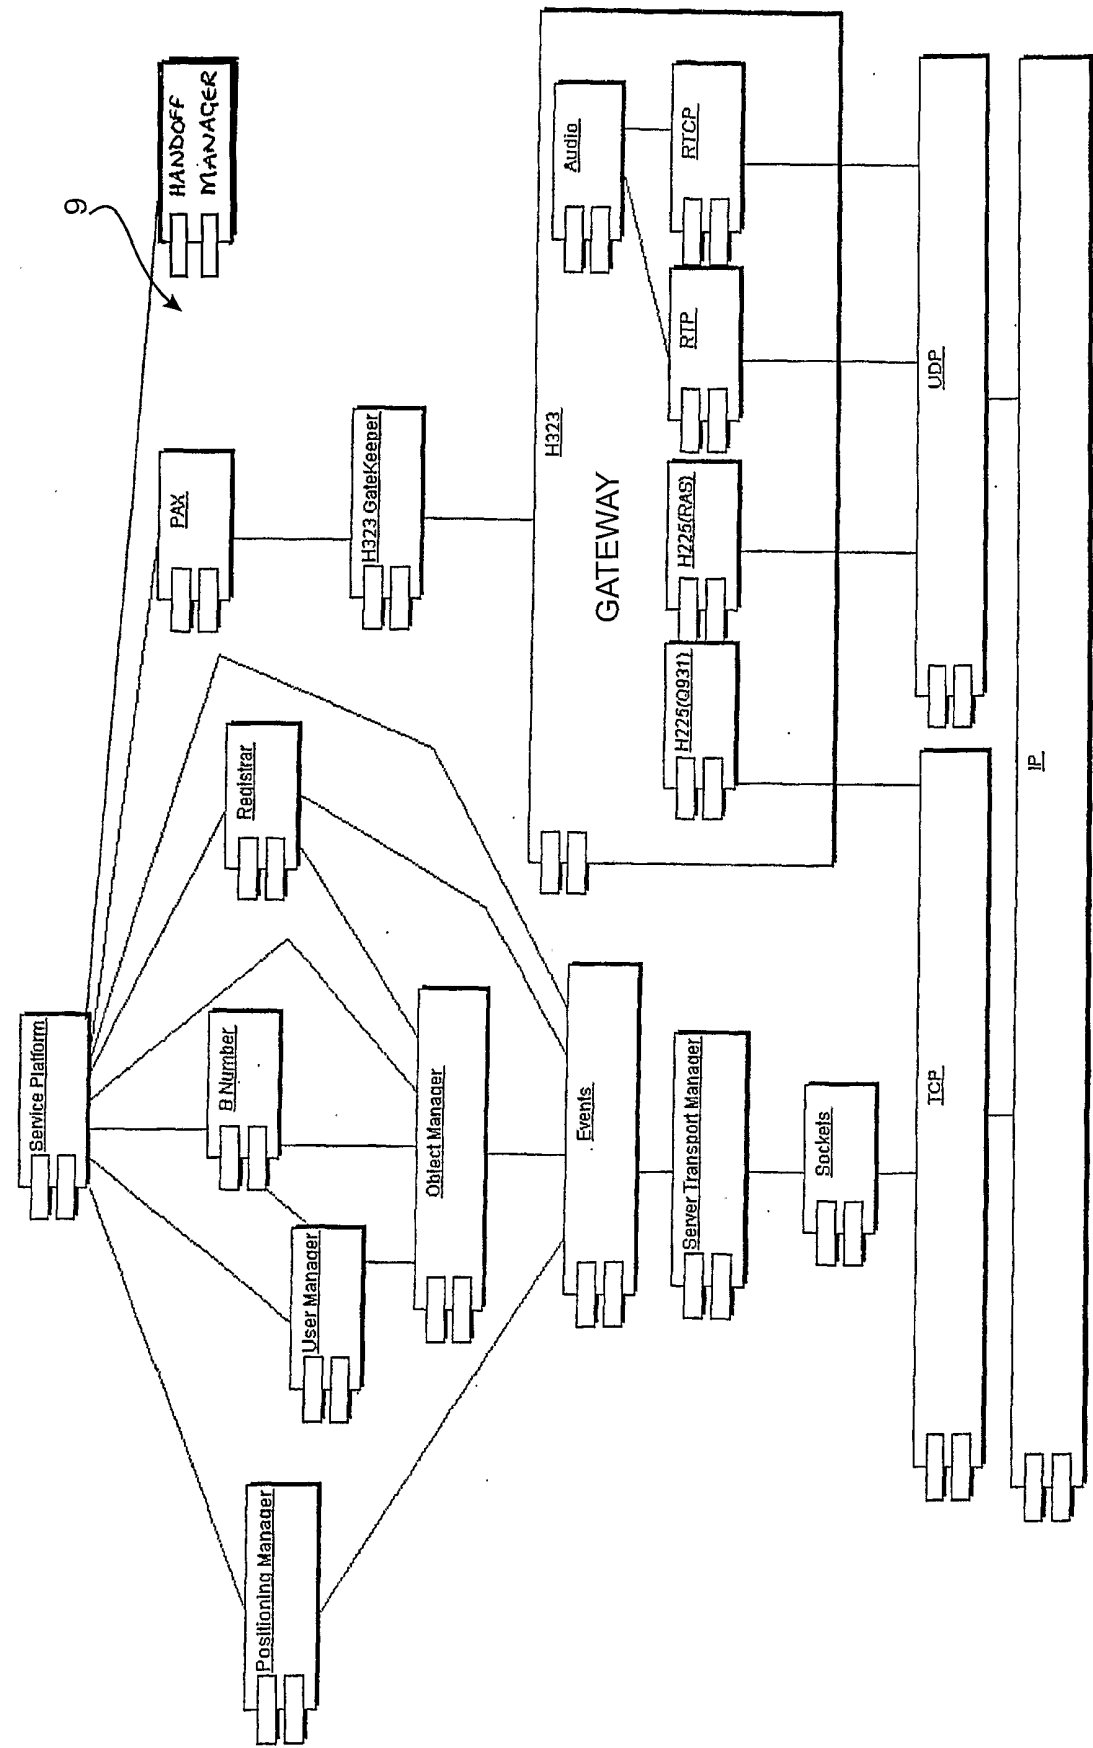 Service Platform
Positioning Manager
User Manager
B Number
Registrar
PAX
9
HANDOFF
MANAGER
Object Manager
H323 GateKeeper
Events
Server Transport Manager
Sockets
H323
GATEWAY
Audio
H225(Q931)
H225(RAS)
RTP
RTCP
TCP
UDP
IP